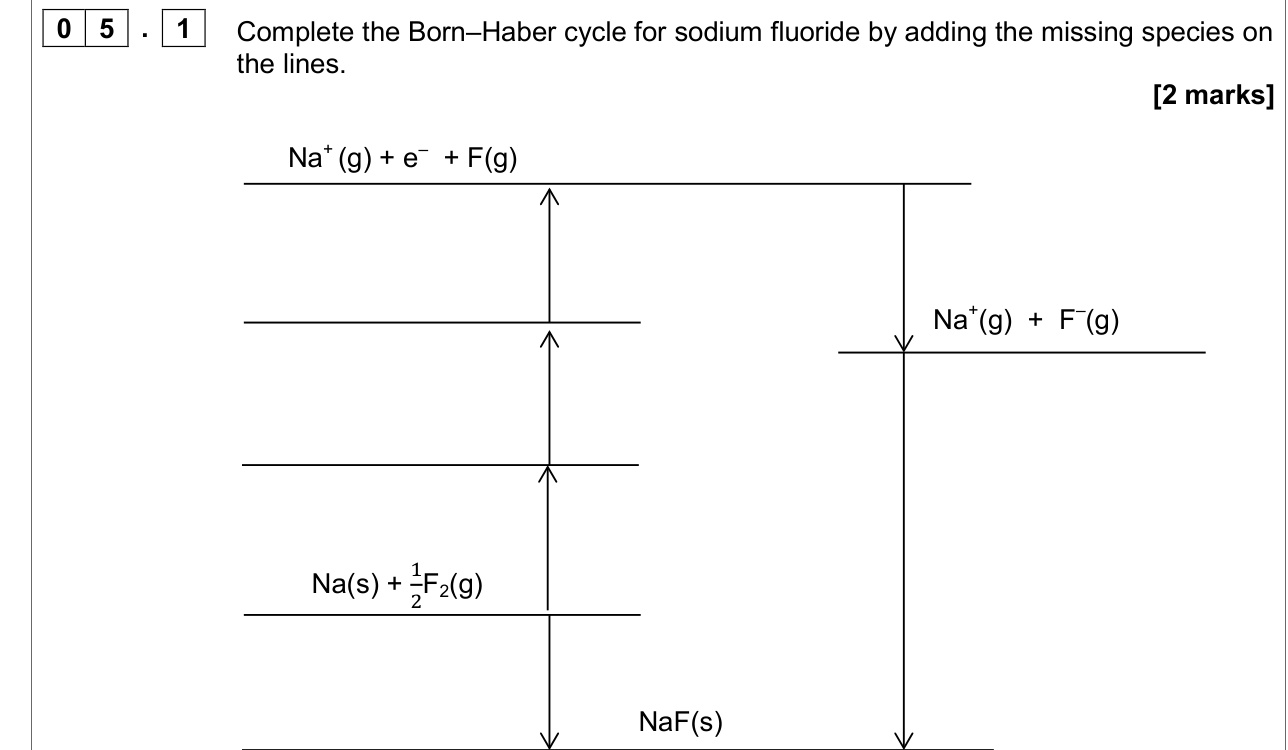 0 5 . 1 Complete the Born–Haber cycle for sodium fluoride by adding the missing species on
the lines.
[2 marks]
Na⁺ (g) + e⁻ + F(g)
Na⁺(g) + F⁻(g)
Na(s) + ½F₂(g)
NaF(s)